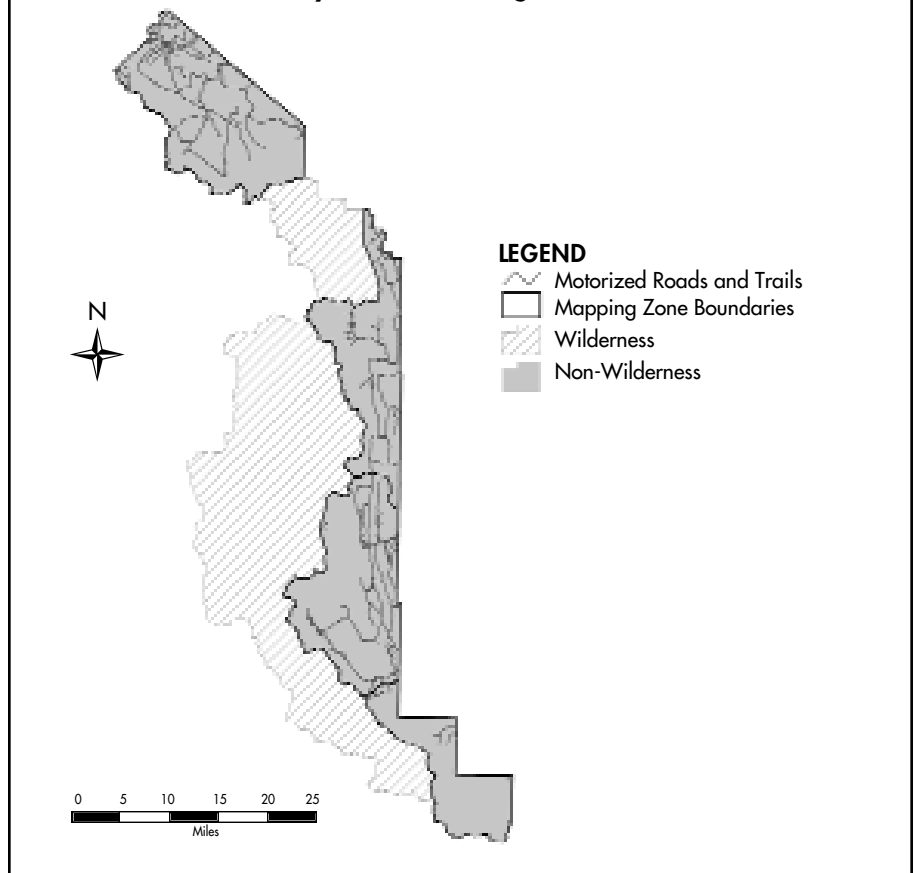 LEGEND
Motorized Roads and Trails
Mapping Zone Boundaries
Wilderness
Non-Wilderness
N
0 5 10 15 20 25
Miles